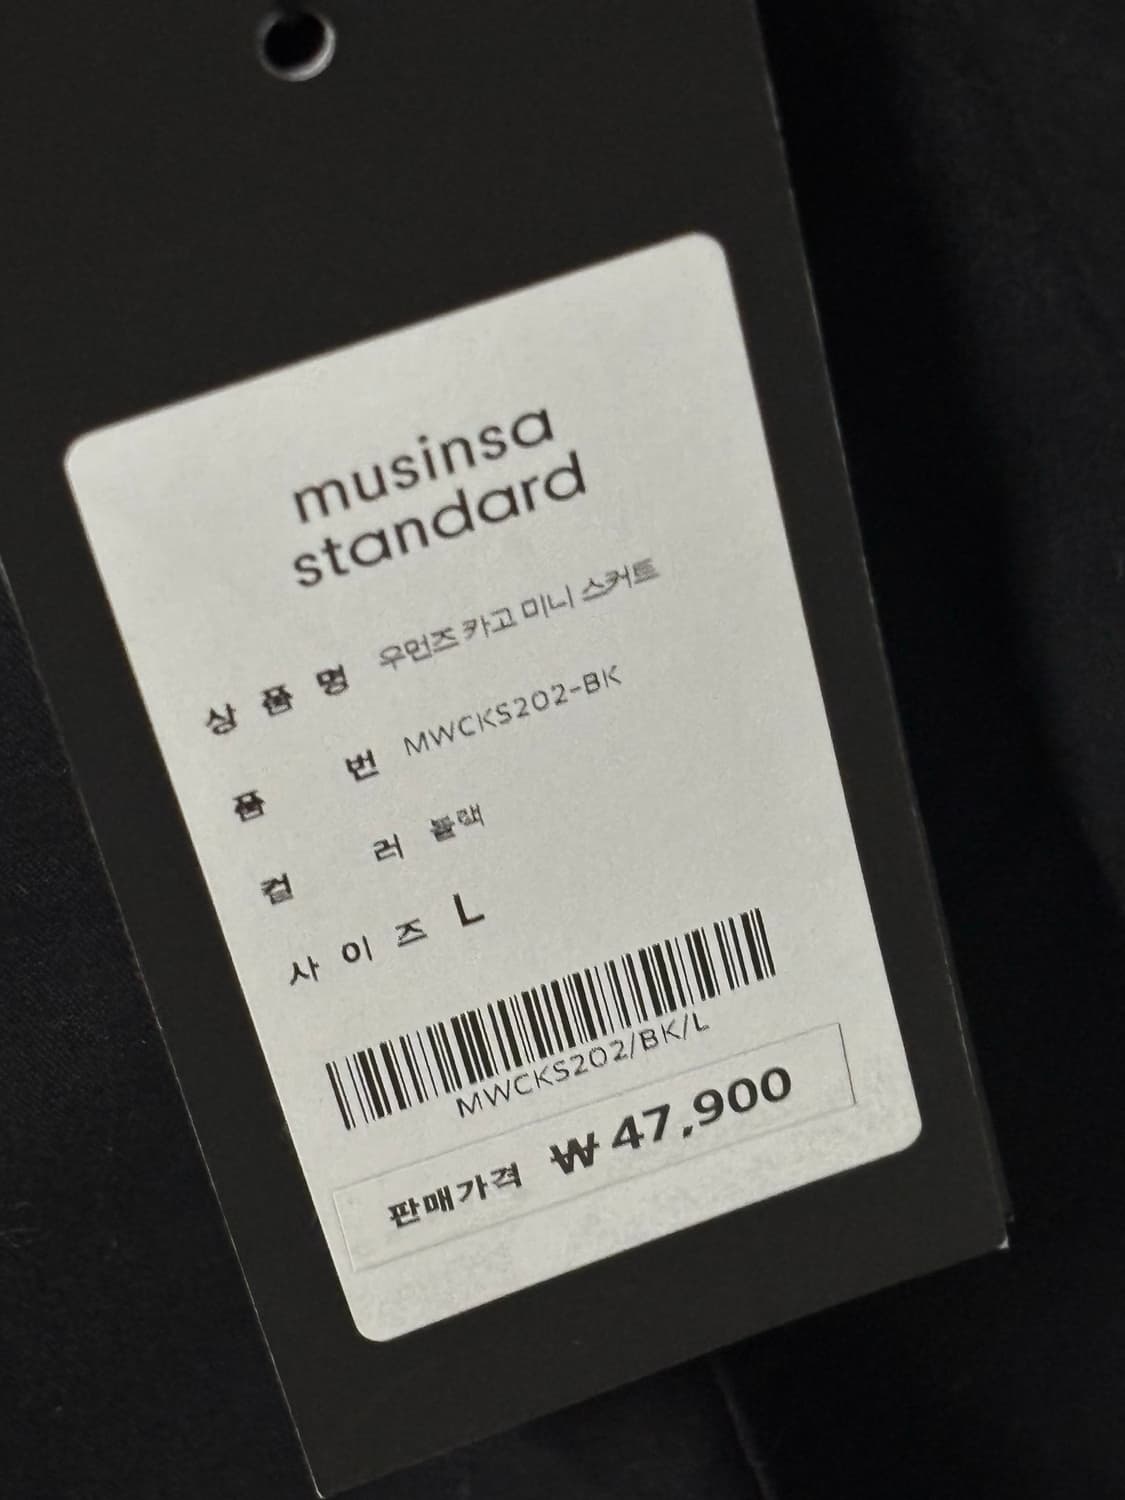 musinsa
standard
상품명 우먼즈 카고 미니 스커트
품번 MWCKS202-BK
컬러 블랙
사이즈 L
MWCKS202/BK/L
판매가격 ₩47,900